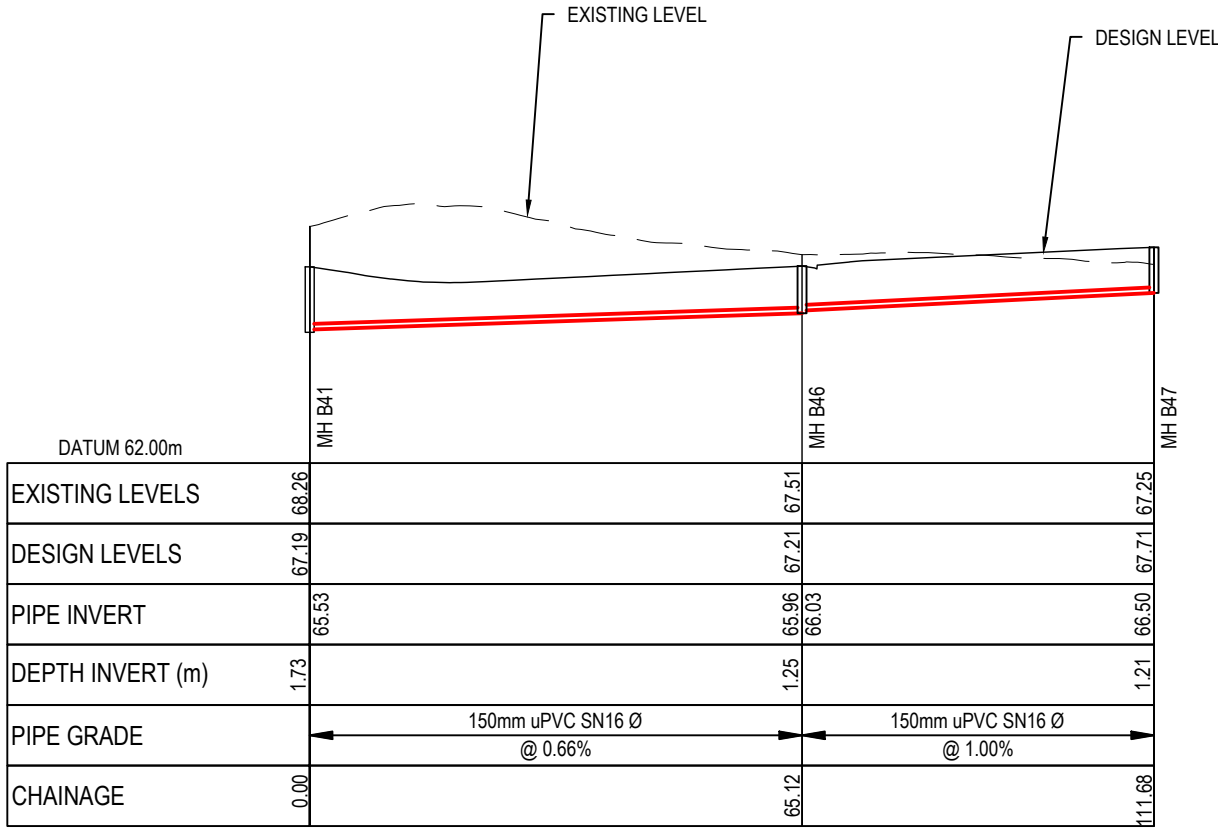 EXISTING LEVEL
DESIGN LEVEL
MH B41
MH B46
MH B47
DATUM 62.00m
EXISTING LEVELS 68.26 67.51 67.25
DESIGN LEVELS 67.19 67.21 67.71
PIPE INVERT 65.53 65.96 66.03 66.50
DEPTH INVERT (m) 1.73 1.25 1.21
PIPE GRADE
150mm uPVC SN16 Ø
@ 0.66%
150mm uPVC SN16 Ø
@ 1.00%
CHAINAGE 0.00 65.12 111.68